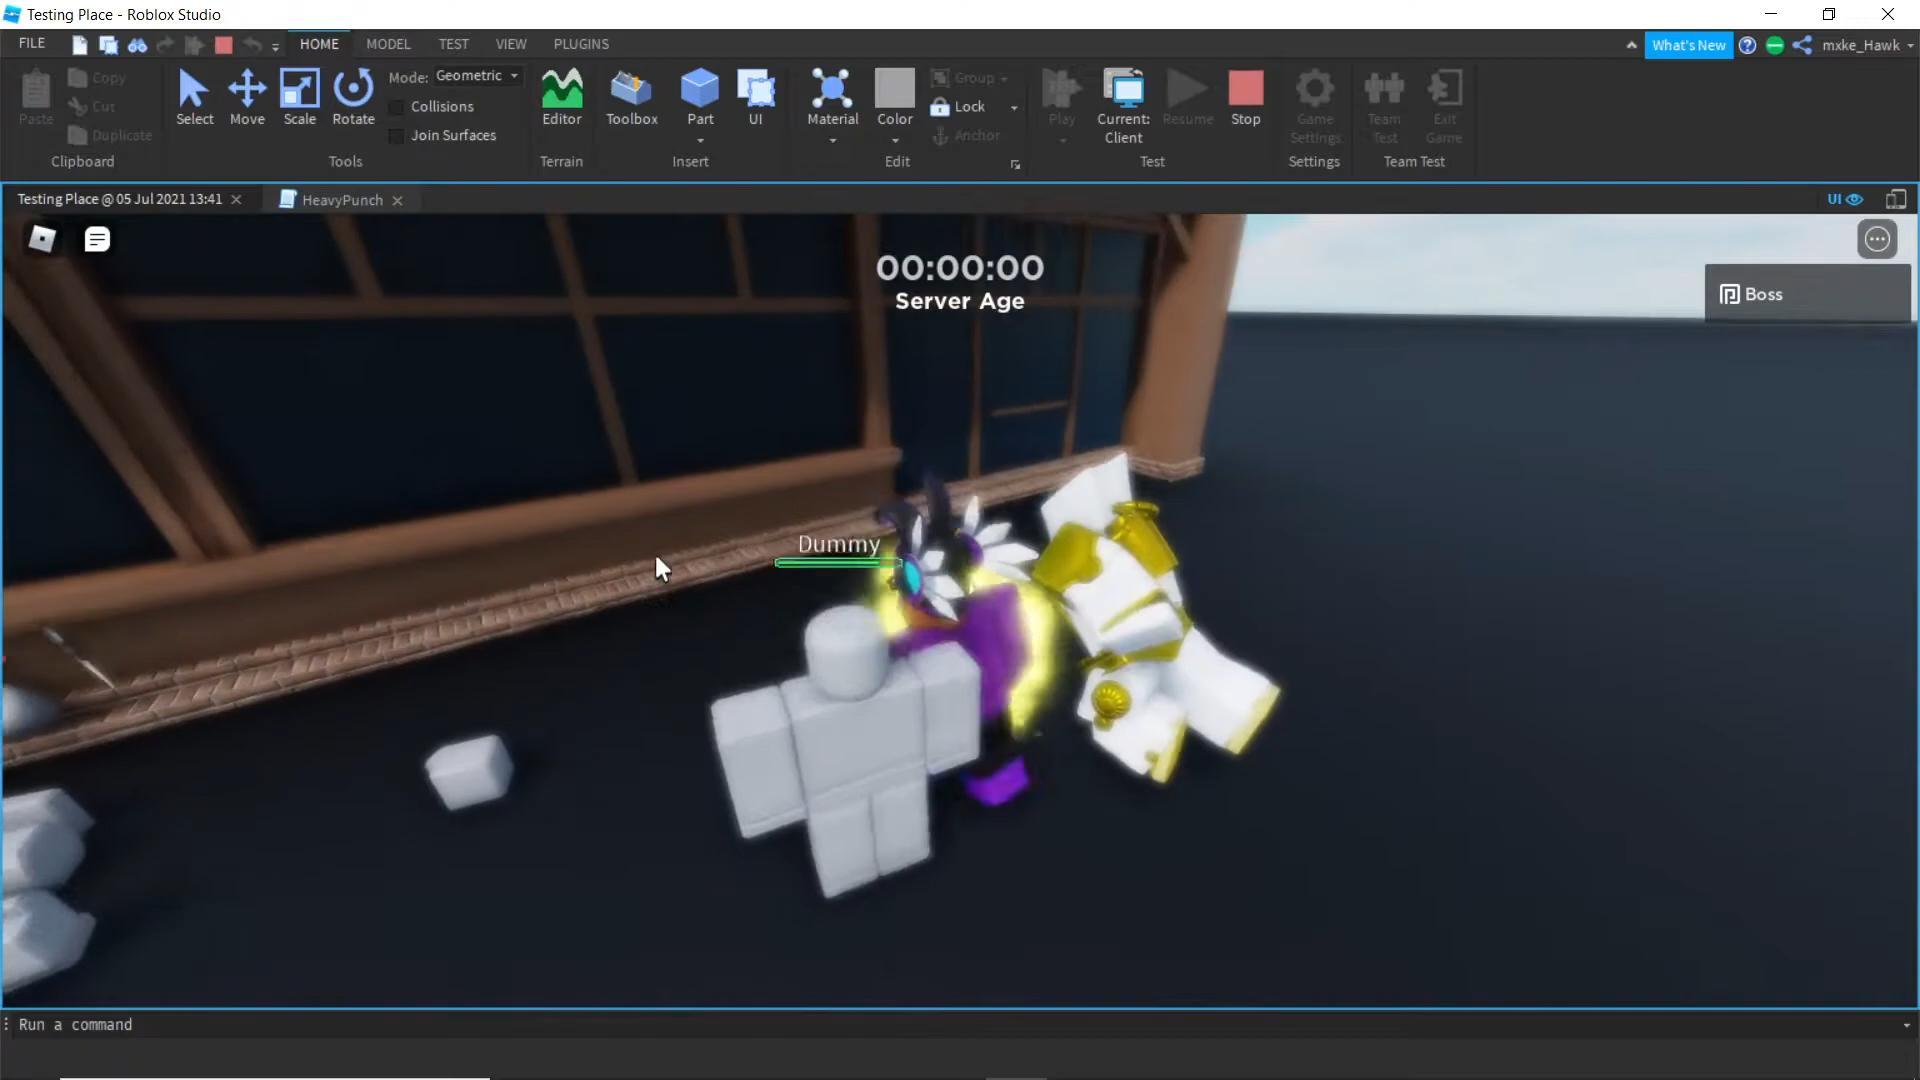 Testing Place - Roblox Studio
FILE
HOME
MODEL
TEST
VIEW
PLUGINS
What's New
mxke_Hawk
Paste
Copy
Cut
Duplicate
Clipboard
Select
Move
Scale
Rotate
Mode: Geometric
Collisions
Join Surfaces
Tools
Editor
Terrain
Toolbox
Part
UI
Insert
Material
Color
Group
Lock
Anchor
Edit
Play
Current:
Client
Resume
Stop
Test
Game
Settings
Settings
Team
Test
Exit
Game
Team Test
Testing Place @ 05 Jul 2021 13:41
HeavyPunch
UI
00:00:00
Server Age
Boss
Dummy
Run a command